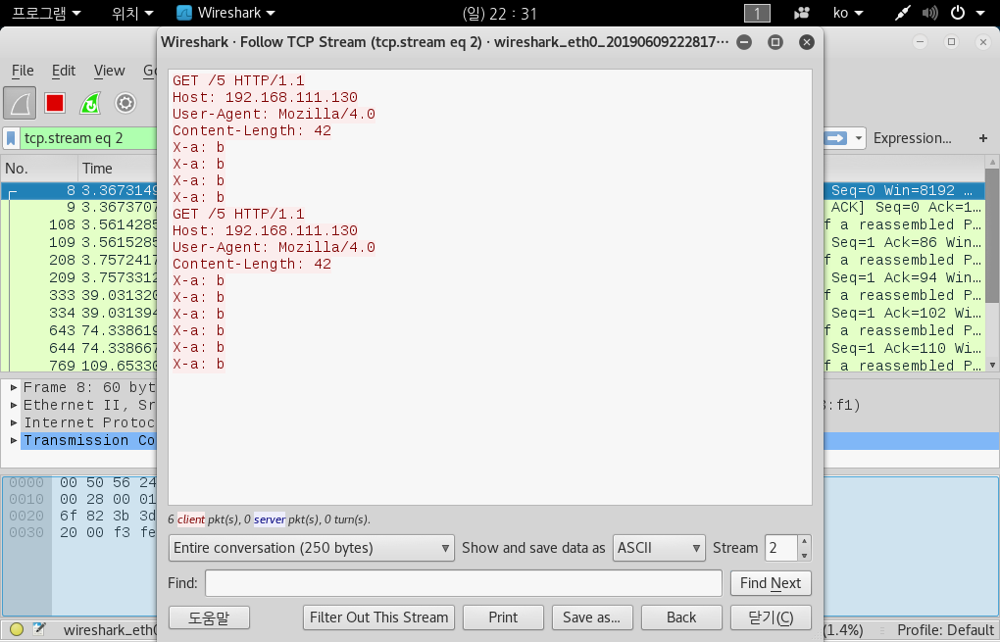 프로그램 위치 Wireshark (일) 22 : 31 1 ko
Wireshark · Follow TCP Stream (tcp.stream eq 2) · wireshark_eth0_20190609222817···
File Edit View
tcp.stream eq 2 Expression... +
No. Time
8 3.3673149 Seq=0 Win=8192 ...
9 3.3673707 ACK] Seq=0 Ack=1...
108 3.5614285 f a reassembled P...
109 3.5615285 Seq=1 Ack=86 Win...
208 3.7572417 f a reassembled P...
209 3.7573312 Seq=1 Ack=94 Win...
333 39.031320 f a reassembled P...
334 39.031394 Seq=1 Ack=102 Wi...
643 74.338619 f a reassembled P...
644 74.338667 Seq=1 Ack=110 Wi...
769 109.65330 f a reassembled P...
Frame 8: 60 byt
Ethernet II, Sr :f1)
Internet Protoc
Transmission Co
0000 00 50 56 24
0010 00 28 00 01
0020 6f 82 3b 3d
0030 20 00 f3 fe
GET /5 HTTP/1.1
Host: 192.168.111.130
User-Agent: Mozilla/4.0
Content-Length: 42
X-a: b
X-a: b
X-a: b
X-a: b
GET /5 HTTP/1.1
Host: 192.168.111.130
User-Agent: Mozilla/4.0
Content-Length: 42
X-a: b
X-a: b
X-a: b
X-a: b
X-a: b
X-a: b
6 client pkt(s), 0 server pkt(s), 0 turn(s).
Entire conversation (250 bytes) Show and save data as ASCII Stream 2
Find: Find Next
도움말 Filter Out This Stream Print Save as... Back 닫기(C)
wireshark_eth0 (1.4%) Profile: Default